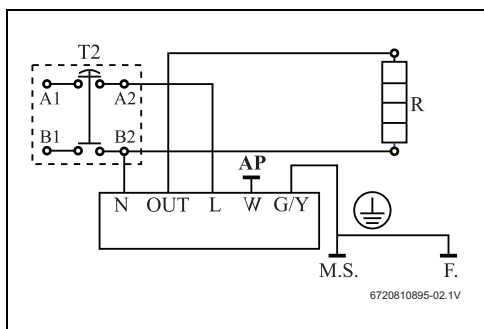 T2
A1 A2
R
B1 B2
AP
N OUT L W G/Y
M.S. F.
6720810895-02.1V